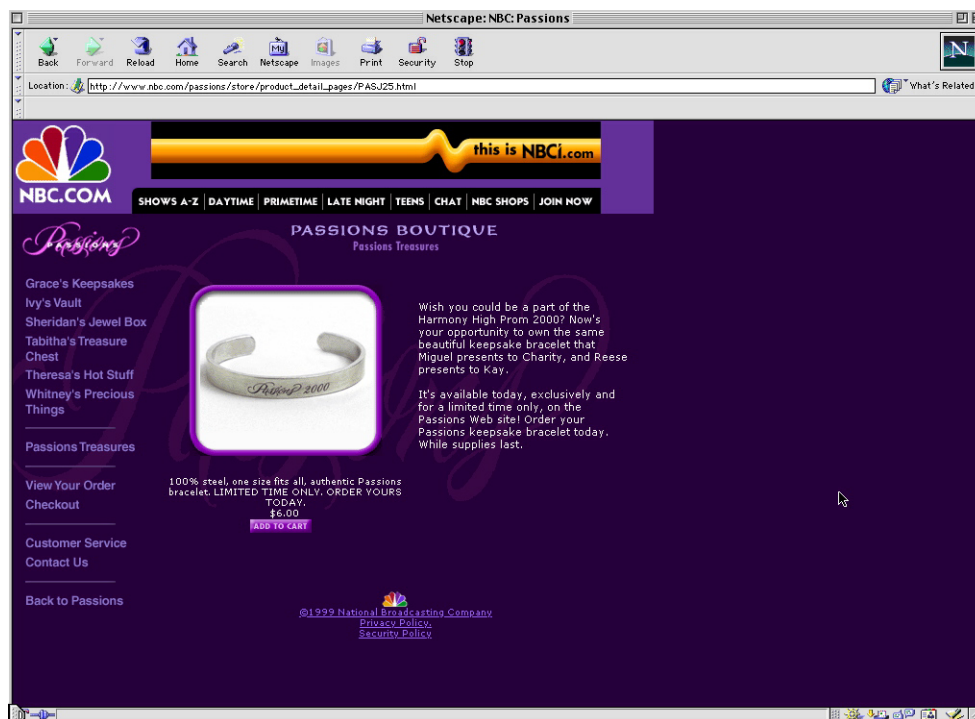 Netscape: NBC: Passions
Back Forward Reload Home Search Netscape Images Print Security Stop
My
N
Location: http://www.nbc.com/passions/store/product_detail_pages/PASJ25.html What's Related
this is NBCi.com
NBC.COM
SHOWS A-Z DAYTIME PRIMETIME LATE NIGHT TEENS CHAT NBC SHOPS JOIN NOW
Passions
PASSIONS BOUTIQUE
Passions Treasures
Grace's Keepsakes
Ivy's Vault
Sheridan's Jewel Box
Tabitha's Treasure
Chest
Theresa's Hot Stuff
Whitney's Precious
Things
Passions Treasures
View Your Order
Checkout
Customer Service
Contact Us
Back to Passions
Passions 2000
Wish you could be a part of the
Harmony High Prom 2000? Now's
your opportunity to own the same
beautiful keepsake bracelet that
Miguel presents to Charity, and Reese
presents to Kay.
It's available today, exclusively and
for a limited time only, on the
Passions Web site! Order your
Passions keepsake bracelet today.
While supplies last.
100% steel, one size fits all, authentic Passions
bracelet. LIMITED TIME ONLY. ORDER YOURS
TODAY.
$6.00
ADD TO CART
©1999 National Broadcasting Company
Privacy Policy.
Security Policy